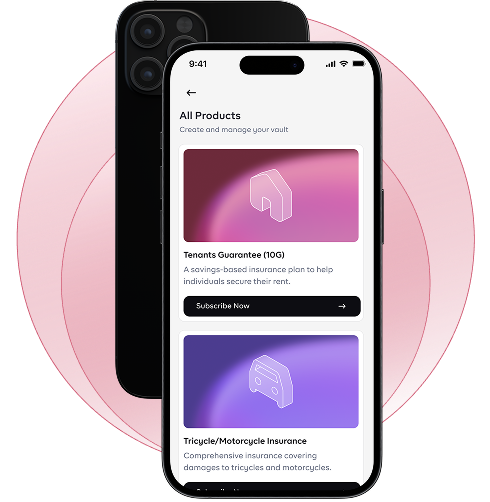 9:41
All Products
Create and manage your vault
Tenants Guarantee (10G)
A savings-based insurance plan to help
individuals secure their rent.
Subscribe Now
Tricycle/Motorcycle Insurance
Comprehensive insurance covering
damages to tricycles and motorcycles.